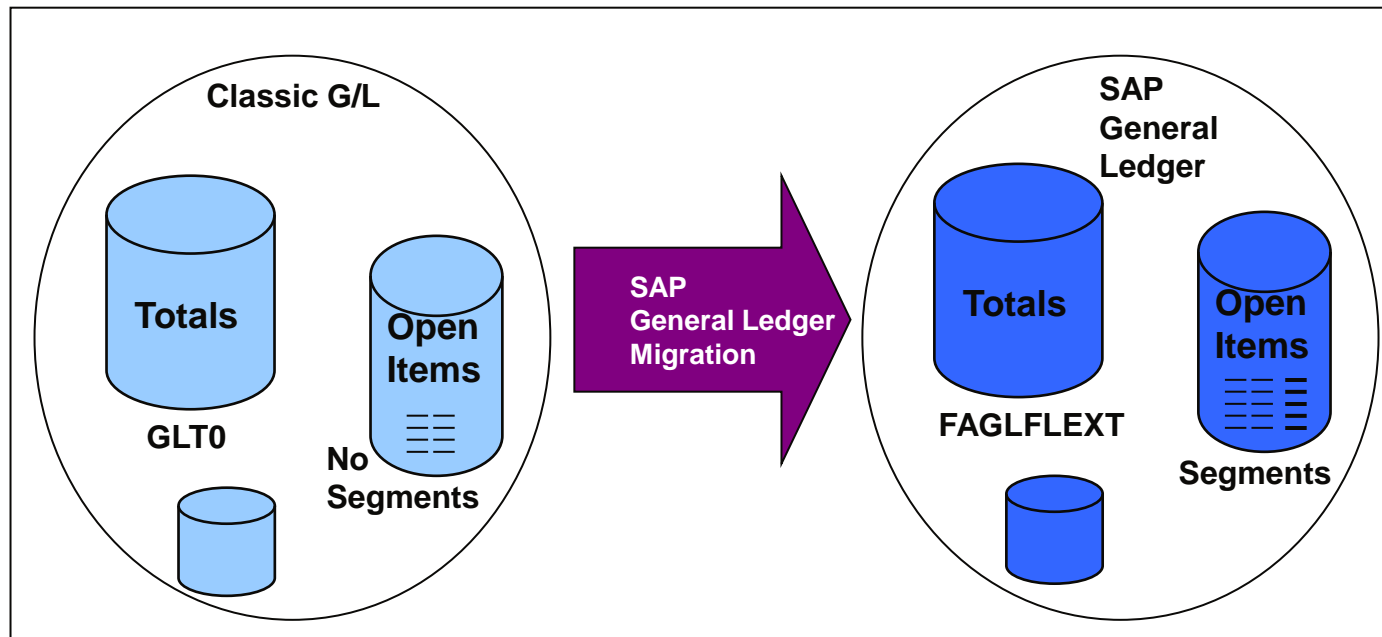 Classic G/L
Totals
GLT0
Open
Items
No
Segments
SAP
General Ledger
Migration
SAP
General
Ledger
Totals
FAGLFLEXT
Open
Items
Segments